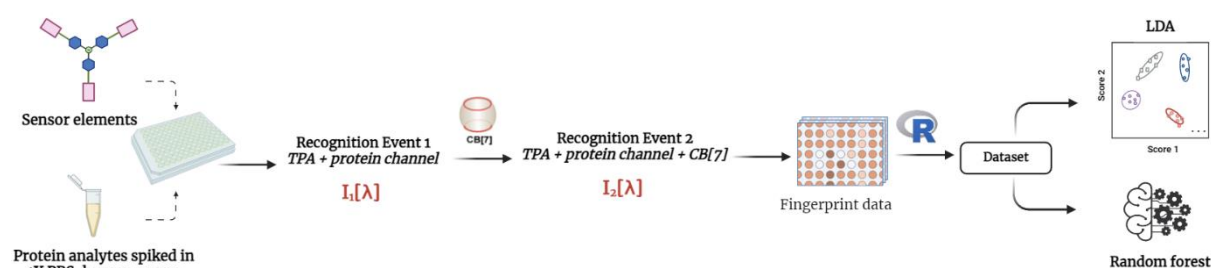 Sensor elements
Protein analytes spiked in
Recognition Event 1
TPA + protein channel
I₁[λ]
CB[7]
Recognition Event 2
TPA + protein channel + CB[7]
I₂[λ]
Fingerprint data
R
Dataset
LDA
Score 2
Score 1
...
Random forest